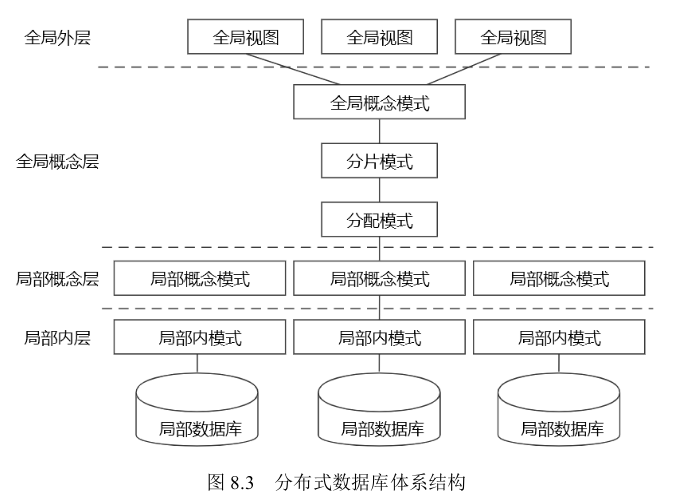 全局外层 全局视图 全局视图 全局视图
全局概念模式
全局概念层 分片模式
分配模式
局部概念层 局部概念模式 局部概念模式 局部概念模式
局部内层 局部内模式 局部内模式 局部内模式
局部数据库 局部数据库 局部数据库
图 8.3 分布式数据库体系结构